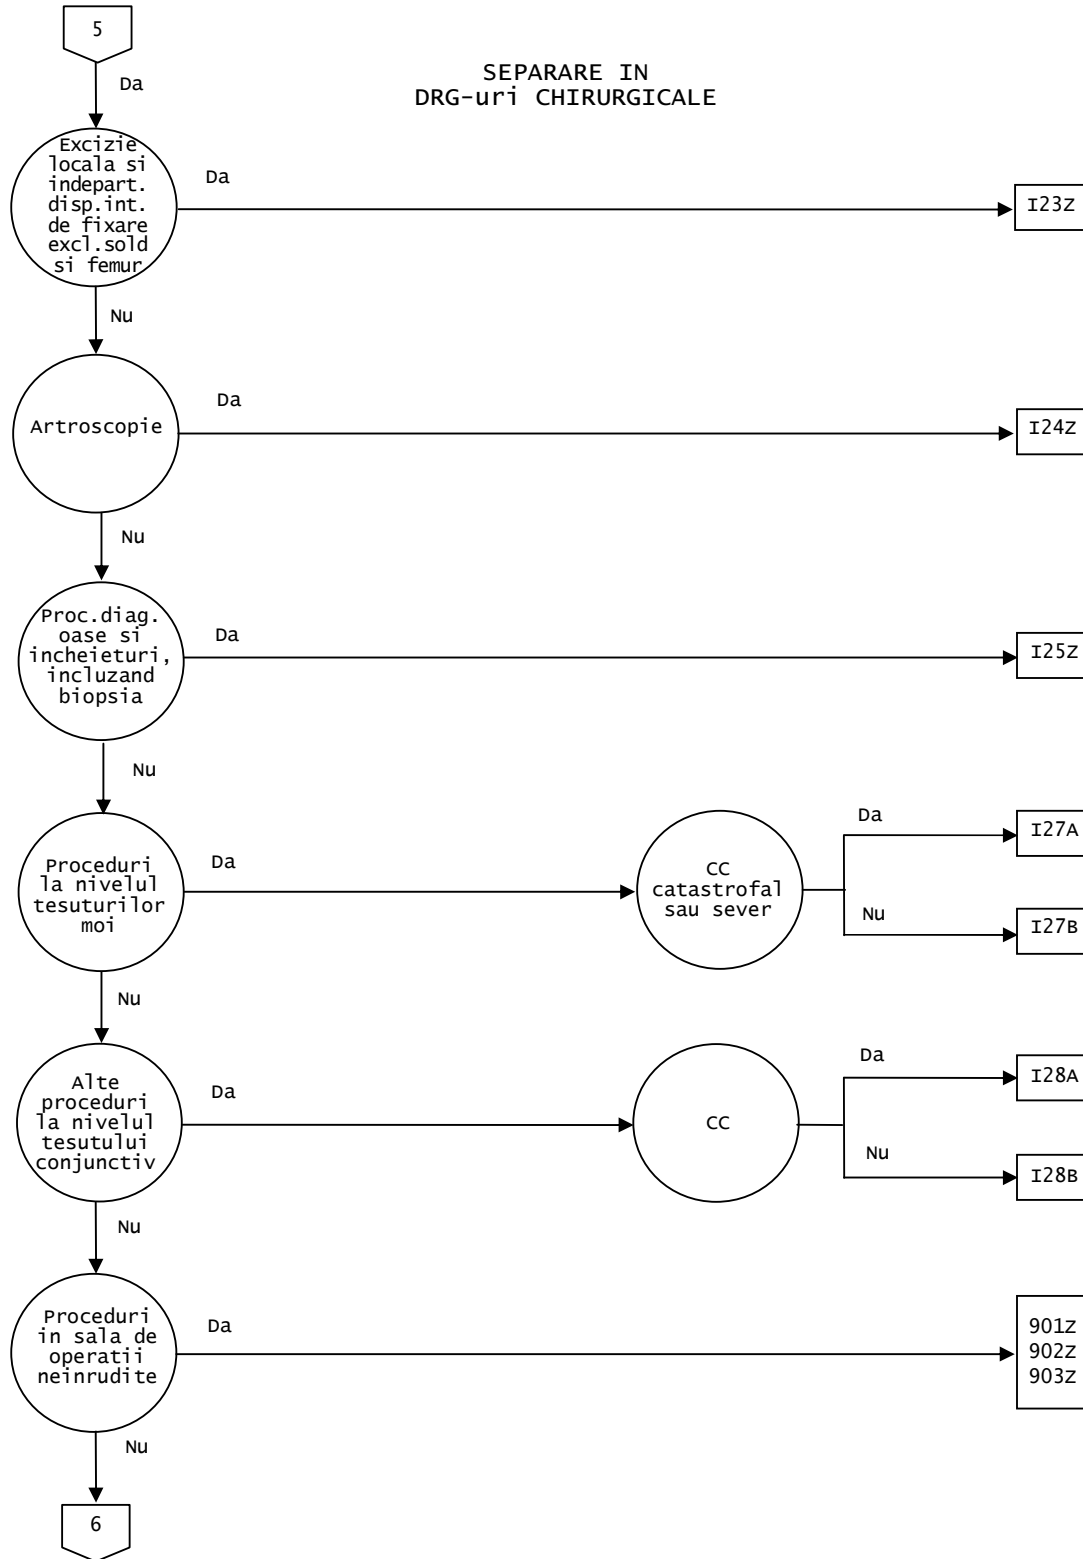 5
Da
SEPARARE IN
DRG-uri CHIRURGICALE
Excizie
locala si
indepart.
disp.int.
de fixare
excl.sold
si femur
Da
I23Z
Nu
Artroscopie
Da
I24Z
Nu
Proc.diag.
oase si
incheieturi,
incluzand
biopsia
Da
I25Z
Nu
Proceduri
la nivelul
tesuturilor
moi
Da
CC
catastrofal
sau sever
Da
I27A
Nu
I27B
Nu
Alte
proceduri
la nivelul
tesutului
conjunctiv
Da
CC
Da
I28A
Nu
I28B
Nu
Proceduri
in sala de
operatii
neinrudite
Da
901Z
902Z
903Z
Nu
6